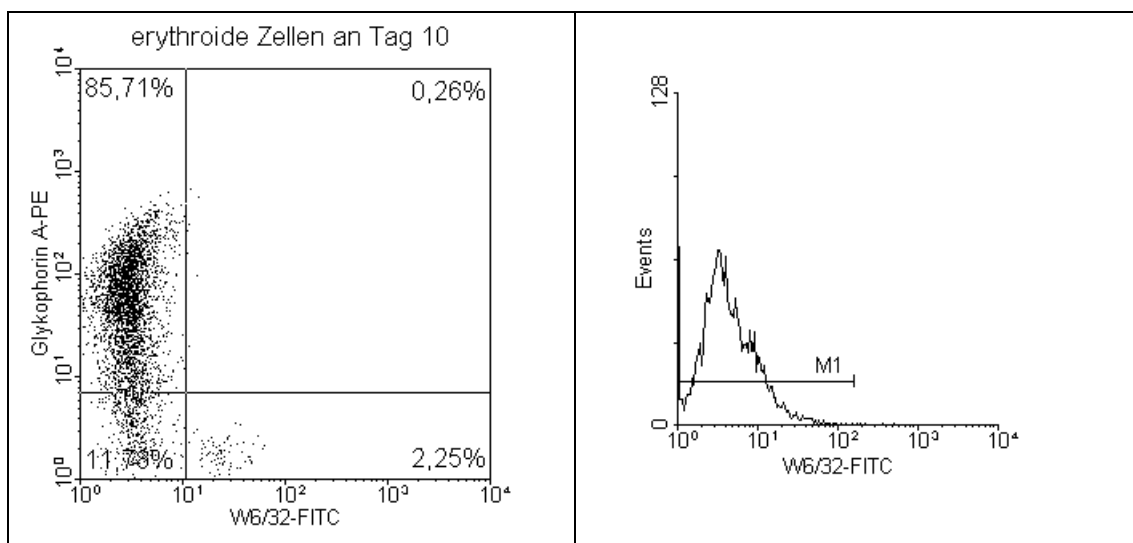 erythroide Zellen an Tag 10
85,71% 0,26%
10⁴
10³
10²
10¹
10⁰
Glykophorin A-PE
2,25%
10⁰ 10¹ 10² 10³ 10⁴
W6/32-FITC
128
0
Events
M1
10⁰ 10¹ 10² 10³ 10⁴
W6/32-FITC